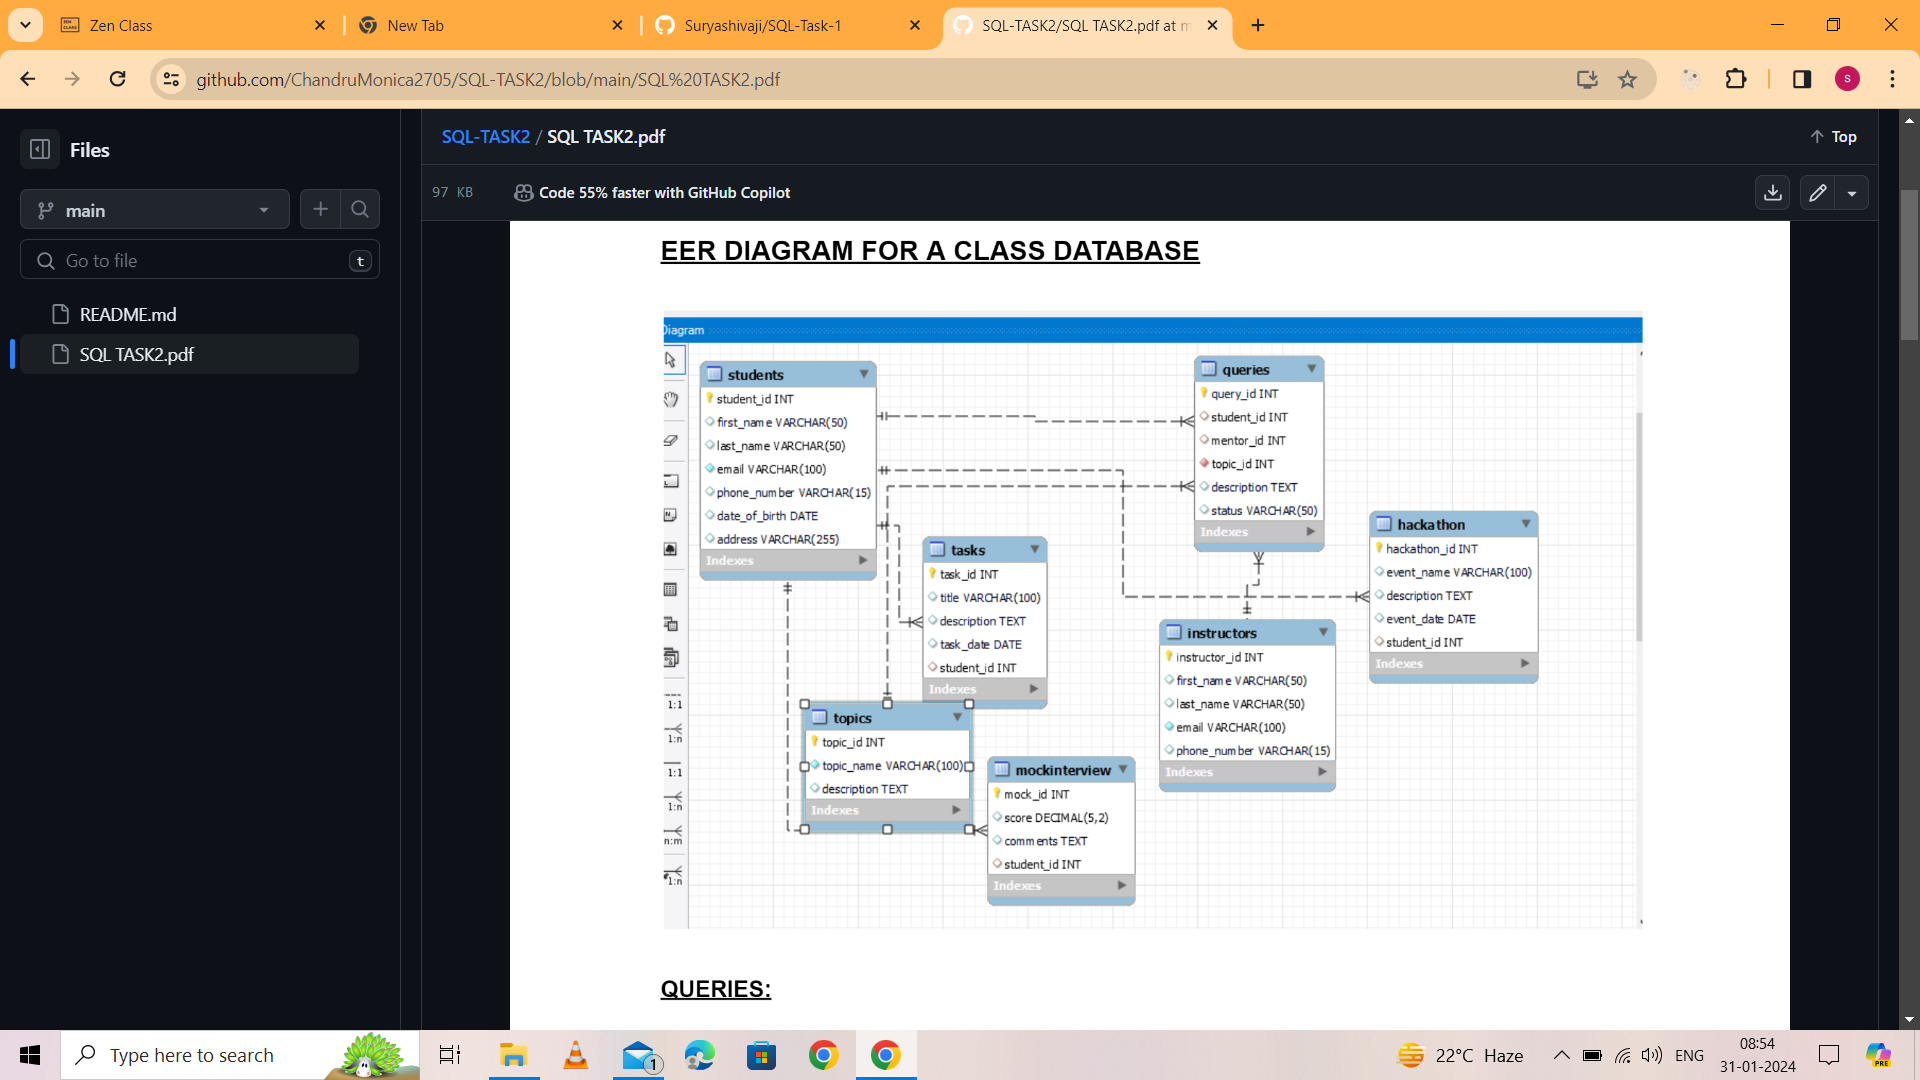 Zen Class
New Tab
Suryashivaji/SQL-Task-1
SQL-TASK2/SQL TASK2.pdf at m
github.com/ChandruMonica2705/SQL-TASK2/blob/main/SQL%20TASK2.pdf
S
Files
main
Go to file
t
README.md
SQL TASK2.pdf
SQL-TASK2 / SQL TASK2.pdf
Top
97 KB
Code 55% faster with GitHub Copilot
EER DIAGRAM FOR A CLASS DATABASE
Diagram
students
student_id INT
first_name VARCHAR(50)
last_name VARCHAR(50)
email VARCHAR(100)
phone_number VARCHAR(15)
date_of_birth DATE
address VARCHAR(255)
Indexes
queries
query_id INT
student_id INT
mentor_id INT
topic_id INT
description TEXT
status VARCHAR(50)
Indexes
hackathon
hackathon_id INT
event_name VARCHAR(100)
description TEXT
event_date DATE
student_id INT
Indexes
tasks
task_id INT
title VARCHAR(100)
description TEXT
task_date DATE
student_id INT
Indexes
instructors
instructor_id INT
first_name VARCHAR(50)
last_name VARCHAR(50)
email VARCHAR(100)
phone_number VARCHAR(15)
Indexes
topics
topic_id INT
topic_name VARCHAR(100)
description TEXT
Indexes
mockinterview
mock_id INT
score DECIMAL(5,2)
comments TEXT
student_id INT
Indexes
1:1
1:n
1:1
1:n
n:m
1:n
QUERIES:
Type here to search
1
22°C Haze
ENG
08:54
31-01-2024
PRE